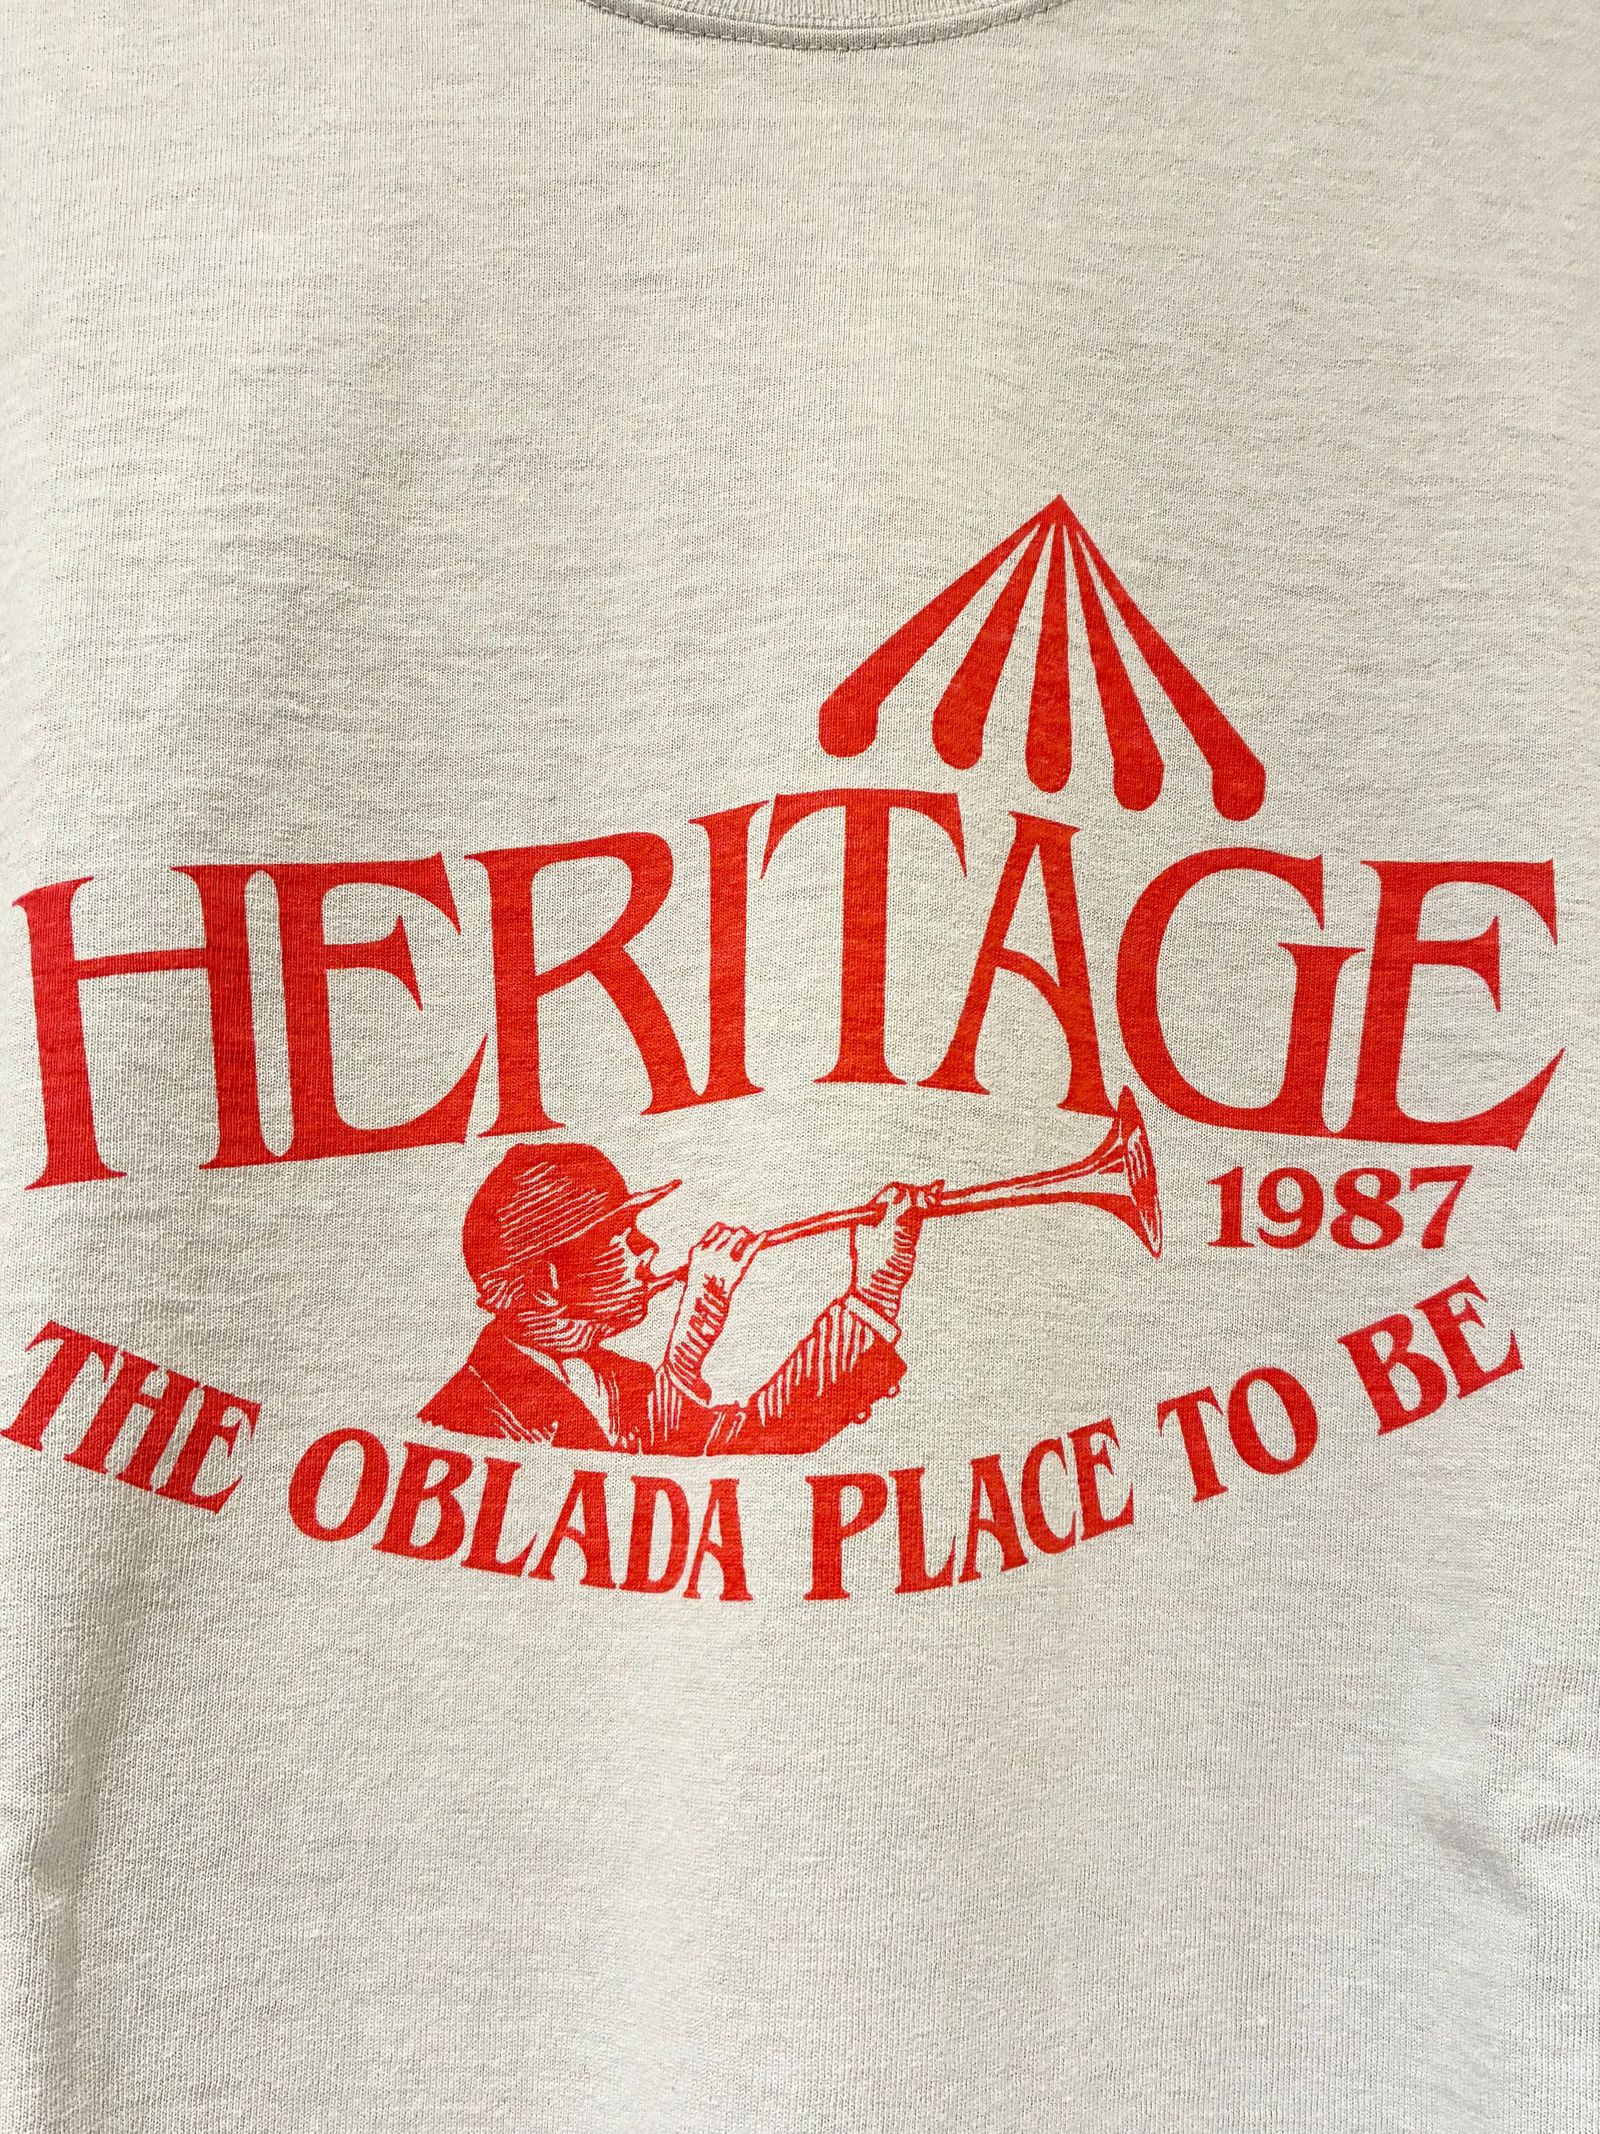 HERITAGE
1987
THE OBLADA PLACE TO BE